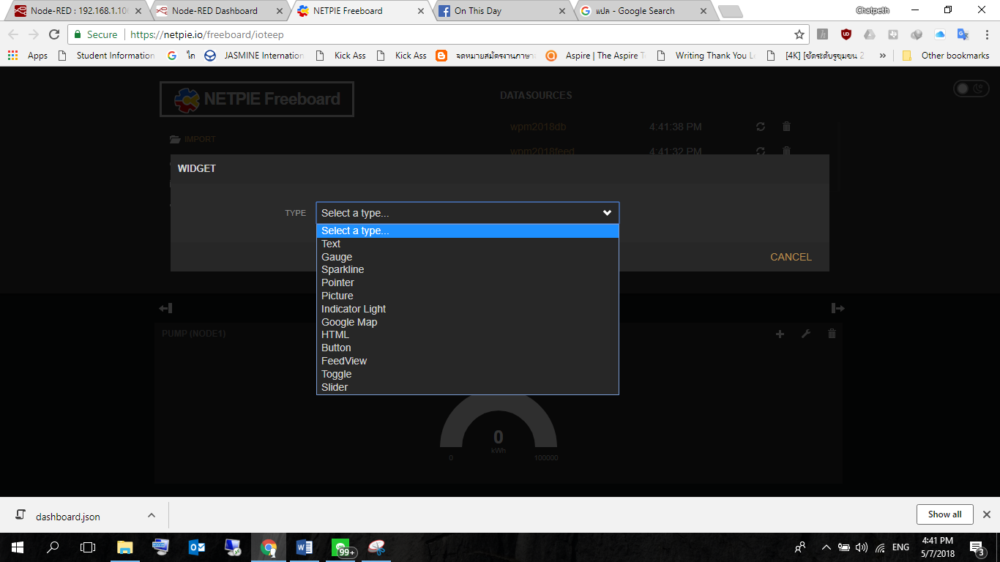 Node-RED : 192.168.1.10
Node-RED Dashboard
NETPIE Freeboard
On This Day
แปล - Google Search
Chatpeth
Secure
https://netpie.io/freeboard/ioteep
Apps
Student Information
ไก
JASMINE Internation
Kick Ass
Kick Ass
จดหมายสมัครงานภาษา
Aspire | The Aspire T
Writing Thank You Le
[4K] [ชัดระดับรูขุมขน 2
»
Other bookmarks
NETPIE Freeboard
DATASOURCES
wpm2018db
4:41:38 PM
IMPORT
wpm2018feed
4:41:32 PM
WIDGET
TYPE
Select a type...
Select a type...
Text
Gauge
Sparkline
Pointer
Picture
Indicator Light
Google Map
HTML
Button
FeedView
Toggle
Slider
CANCEL
PUMP (NODE1)
0
kWh
0
100000
dashboard.json
Show all
99+
ENG
4:41 PM
5/7/2018
3